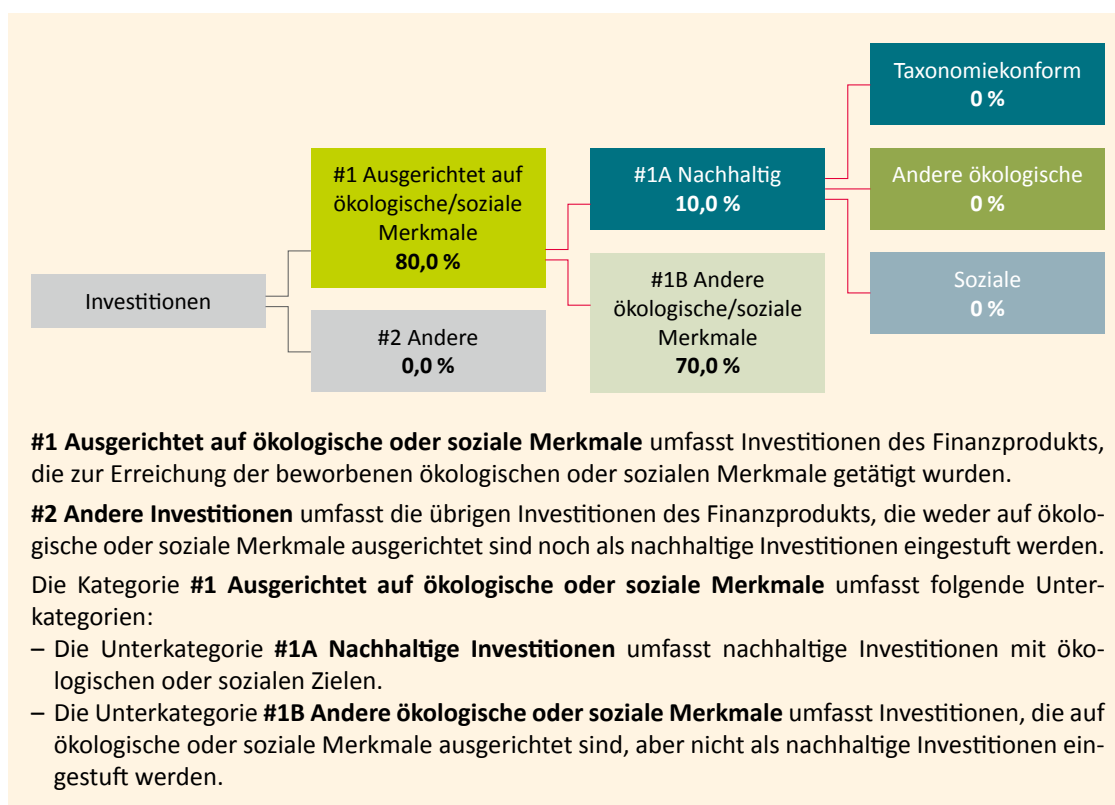 Investitionen
#1 Ausgerichtet auf
ökologische/soziale
Merkmale
80,0 %
#2 Andere
0,0 %
#1A Nachhaltig
10,0 %
#1B Andere
ökologische/soziale
Merkmale
70,0 %
Taxonomiekonform
0 %
Andere ökologische
0 %
Soziale
0 %
#1 Ausgerichtet auf ökologische oder soziale Merkmale umfasst Investitionen des Finanzprodukts,
die zur Erreichung der beworbenen ökologischen oder sozialen Merkmale getätigt wurden.
#2 Andere Investitionen umfasst die übrigen Investitionen des Finanzprodukts, die weder auf ökolo-
gische oder soziale Merkmale ausgerichtet sind noch als nachhaltige Investitionen eingestuft werden.
Die Kategorie #1 Ausgerichtet auf ökologische oder soziale Merkmale umfasst folgende Unter-
kategorien:
– Die Unterkategorie #1A Nachhaltige Investitionen umfasst nachhaltige Investitionen mit öko-
logischen oder sozialen Zielen.
– Die Unterkategorie #1B Andere ökologische oder soziale Merkmale umfasst Investitionen, die auf
ökologische oder soziale Merkmale ausgerichtet sind, aber nicht als nachhaltige Investitionen ein-
gestuft werden.